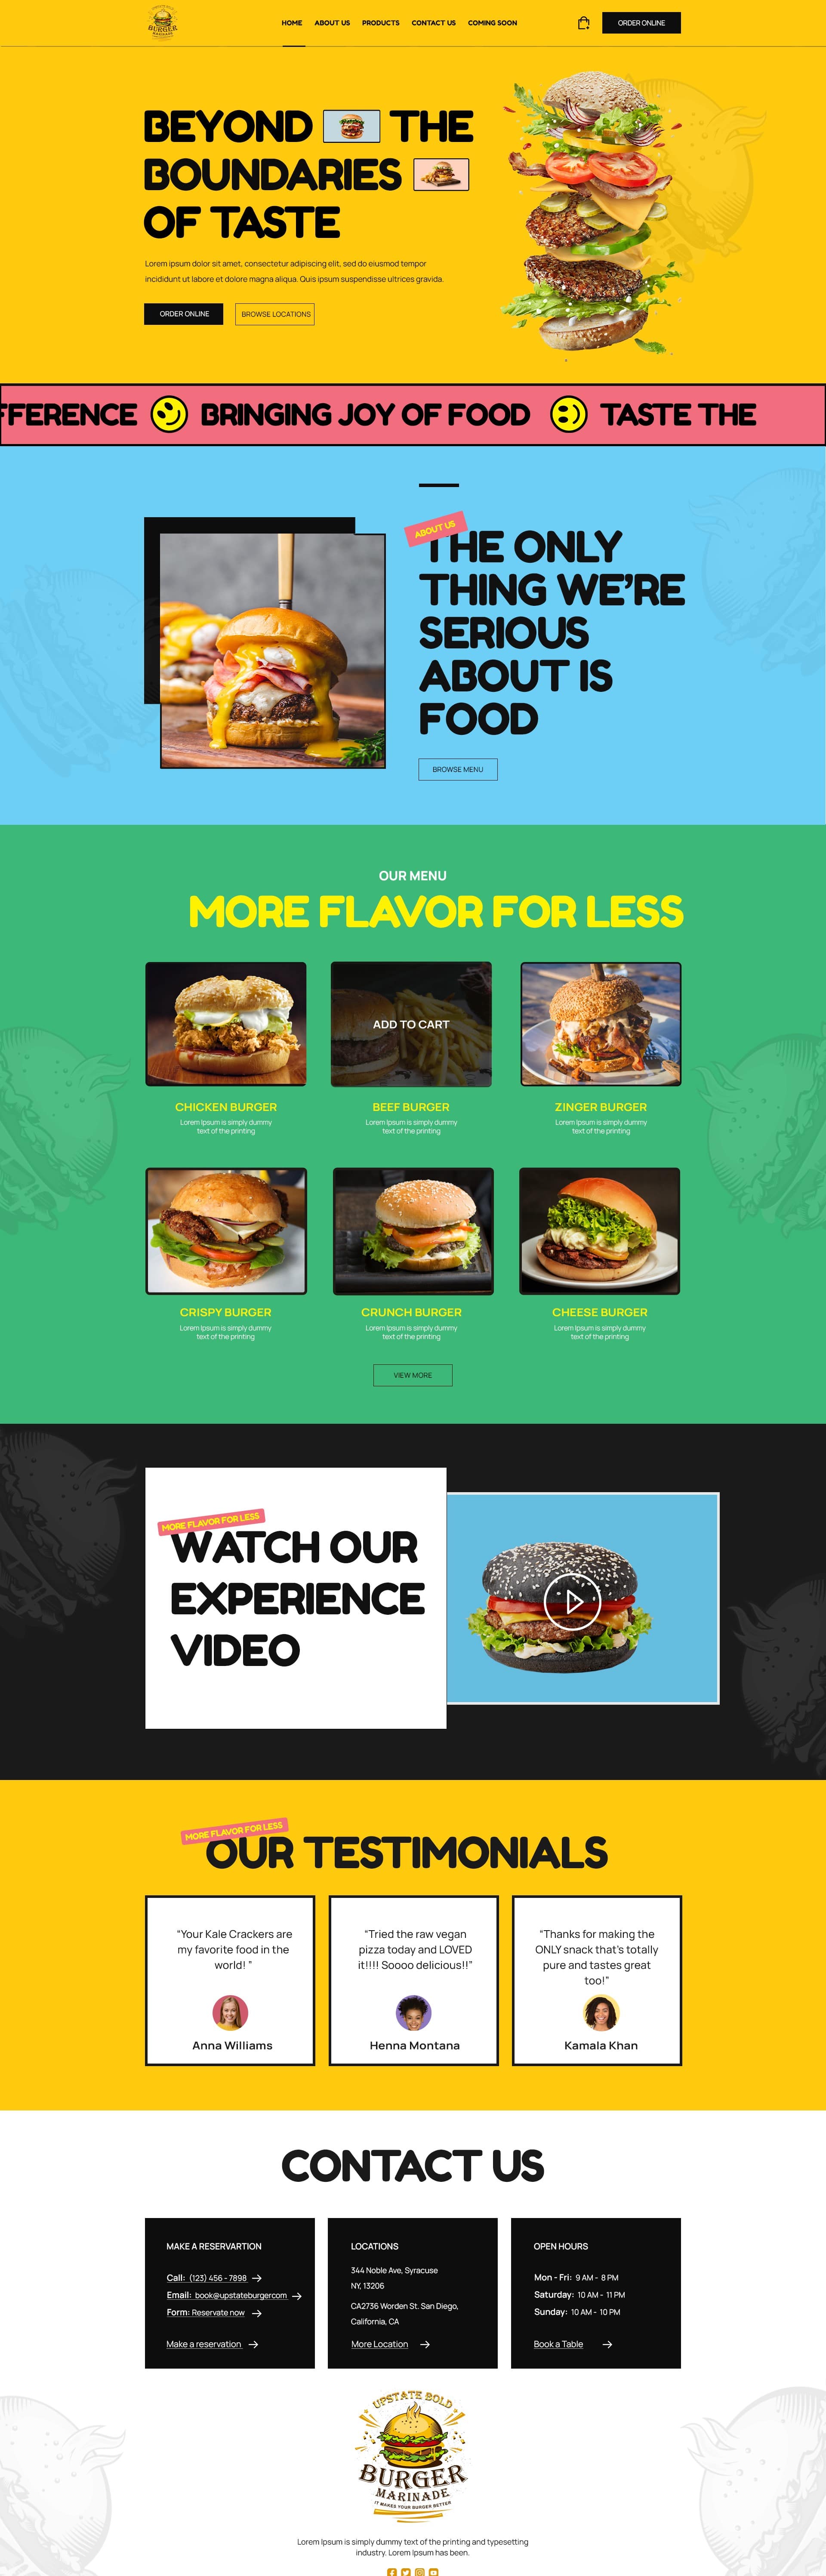 UPSTATE BOLD
BURGER
MARINADE
HOME ABOUT US PRODUCTS CONTACT US COMING SOON
ORDER ONLINE
BEYOND THE
BOUNDARIES
OF TASTE
Lorem ipsum dolor sit amet, consectetur adipiscing elit, sed do eiusmod tempor
incididunt ut labore et dolore magna aliqua. Quis ipsum suspendisse ultrices gravida.
ORDER ONLINE
BROWSE LOCATIONS
FFERENCE BRINGING JOY OF FOOD TASTE THE
ABOUT US
THE ONLY
THING WE’RE
SERIOUS
ABOUT IS
FOOD
BROWSE MENU
OUR MENU
MORE FLAVOR FOR LESS
ADD TO CART
CHICKEN BURGER
Lorem Ipsum is simply dummy
text of the printing
BEEF BURGER
Lorem Ipsum is simply dummy
text of the printing
ZINGER BURGER
Lorem Ipsum is simply dummy
text of the printing
CRISPY BURGER
Lorem Ipsum is simply dummy
text of the printing
CRUNCH BURGER
Lorem Ipsum is simply dummy
text of the printing
CHEESE BURGER
Lorem Ipsum is simply dummy
text of the printing
VIEW MORE
MORE FLAVOR FOR LESS
WATCH OUR
EXPERIENCE
VIDEO
MORE FLAVOR FOR LESS
OUR TESTIMONIALS
“Your Kale Crackers are
my favorite food in the
world! ”
Anna Williams
“Tried the raw vegan
pizza today and LOVED
it!!!! Soooo delicious!!”
Henna Montana
“Thanks for making the
ONLY snack that’s totally
pure and tastes great
too!”
Kamala Khan
CONTACT US
MAKE A RESERVARTION
Call: (123) 456 - 7898
Email: book@upstateburgercom
Form: Reservate now
Make a reservation
LOCATIONS
344 Noble Ave, Syracuse
NY, 13206
CA2736 Worden St. San Diego,
California, CA
More Location
OPEN HOURS
Mon - Fri: 9 AM - 8 PM
Saturday: 10 AM - 11 PM
Sunday: 10 AM - 10 PM
Book a Table
UPSTATE BOLD
BURGER
MARINADE
IT MAKES YOUR BURGER BETTER
Lorem Ipsum is simply dummy text of the printing and typesetting
industry. Lorem Ipsum has been.